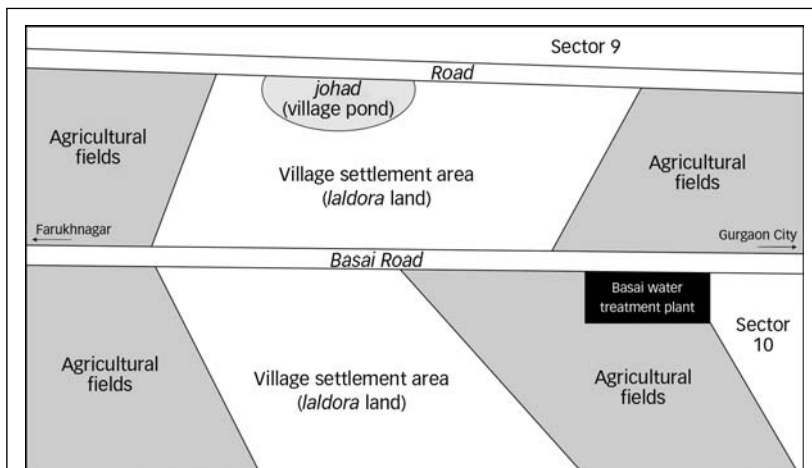 Sector 9
Road
johad
(village pond)
Agricultural
fields
Village settlement area
(laldora land)
Agricultural
fields
Farukhnagar
Gurgaon City
Basai Road
Basai water
treatment plant
Sector
10
Agricultural
fields
Village settlement area
(laldora land)
Agricultural
fields